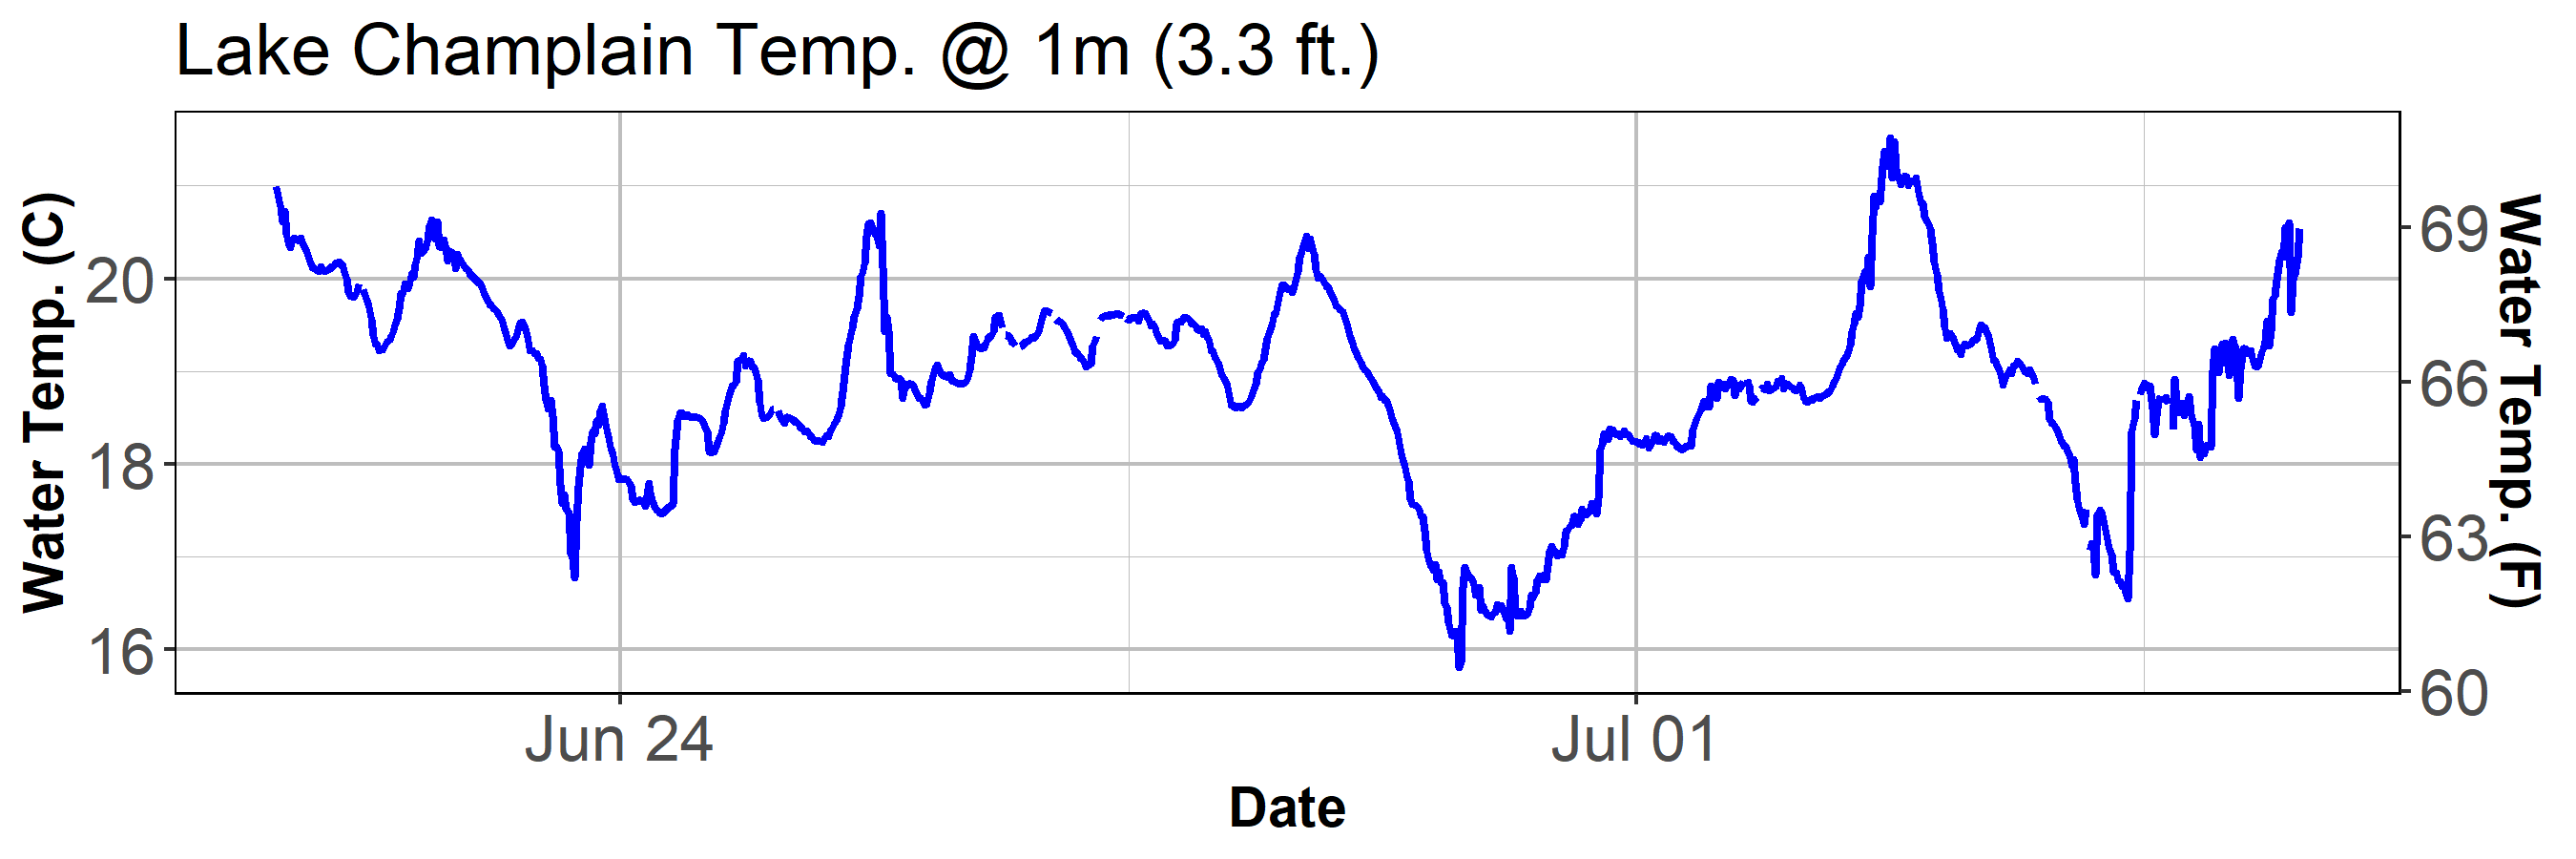 Lake Champlain Temp. @ 1m (3.3 ft.)
Water Temp. (C)
20
18
16
69
66
63
60
Water Temp. (F)
Jun 24
Jul 01
Date